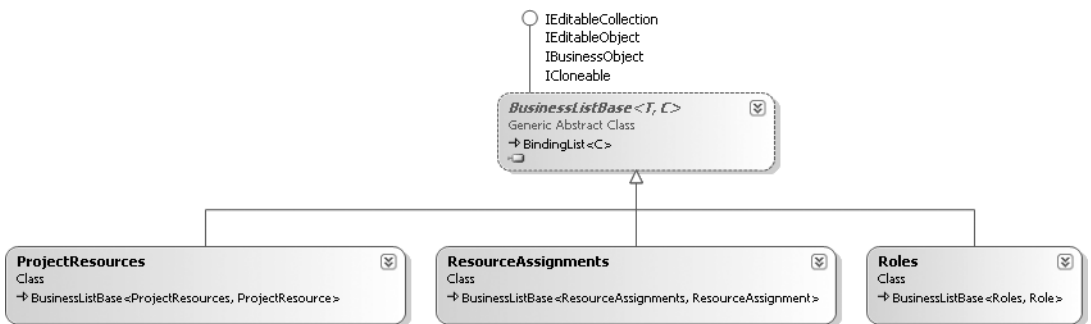 IEditableCollection
IEditableObject
IBusinessObject
ICloneable
BusinessListBase<T, C>
Generic Abstract Class
BindingList<C>
ProjectResources
Class
BusinessListBase<ProjectResources, ProjectResource>
ResourceAssignments
Class
BusinessListBase<ResourceAssignments, ResourceAssignment>
Roles
Class
BusinessListBase<Roles, Role>